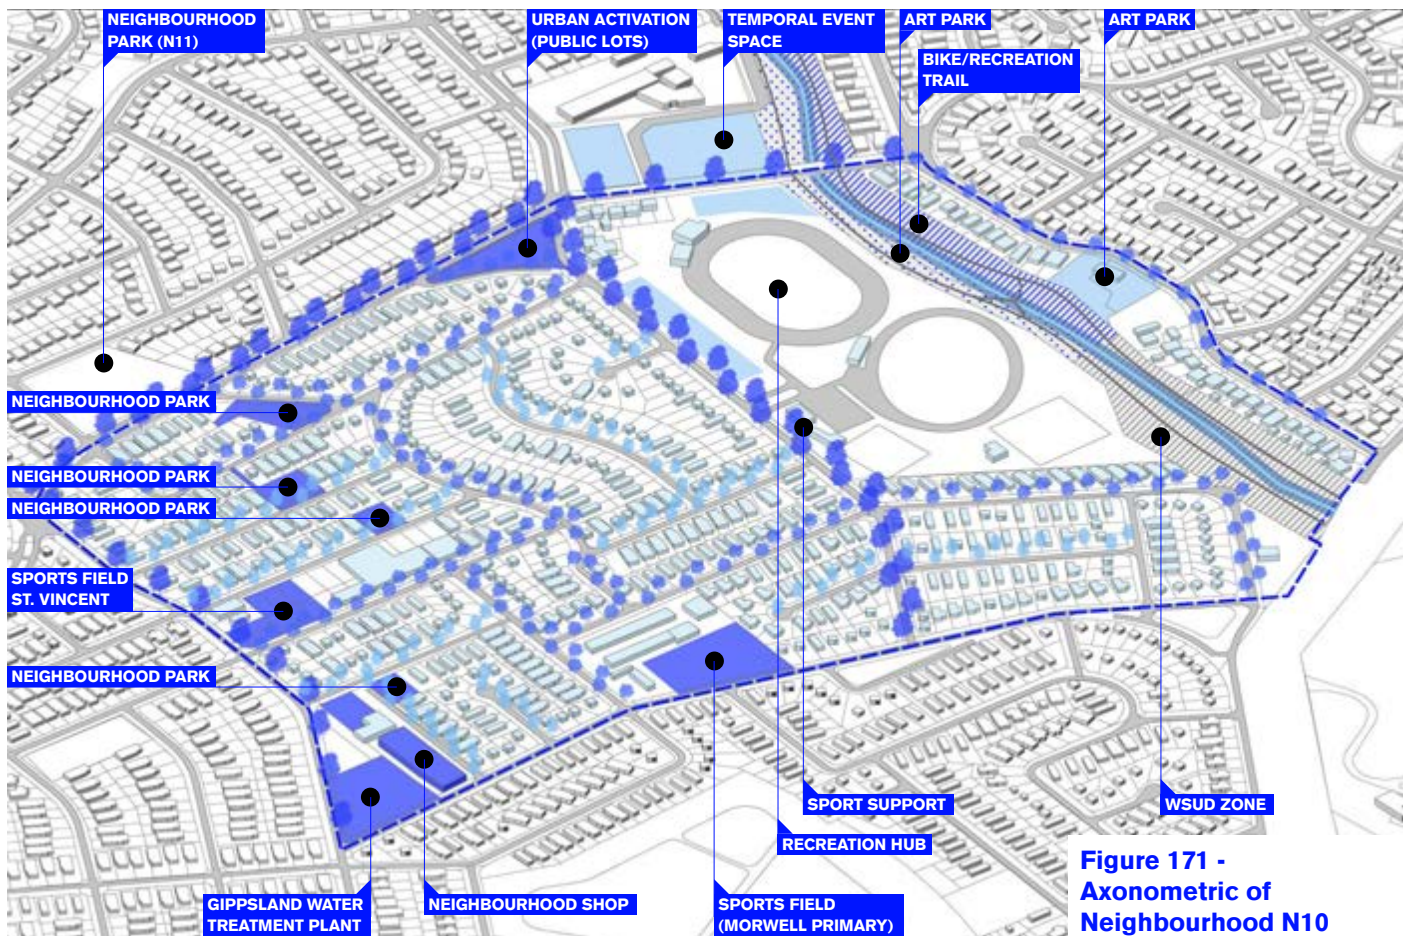 NEIGHBOURHOOD
PARK (N11)
URBAN ACTIVATION
(PUBLIC LOTS)
TEMPORAL EVENT
SPACE
ART PARK
BIKE/RECREATION
TRAIL
ART PARK
NEIGHBOURHOOD PARK
NEIGHBOURHOOD PARK
NEIGHBOURHOOD PARK
SPORTS FIELD
ST. VINCENT
NEIGHBOURHOOD PARK
SPORT SUPPORT
WSUD ZONE
RECREATION HUB
GIPPSLAND WATER
TREATMENT PLANT
NEIGHBOURHOOD SHOP
SPORTS FIELD
(MORWELL PRIMARY)
Figure 171 -
Axonometric of
Neighbourhood N10